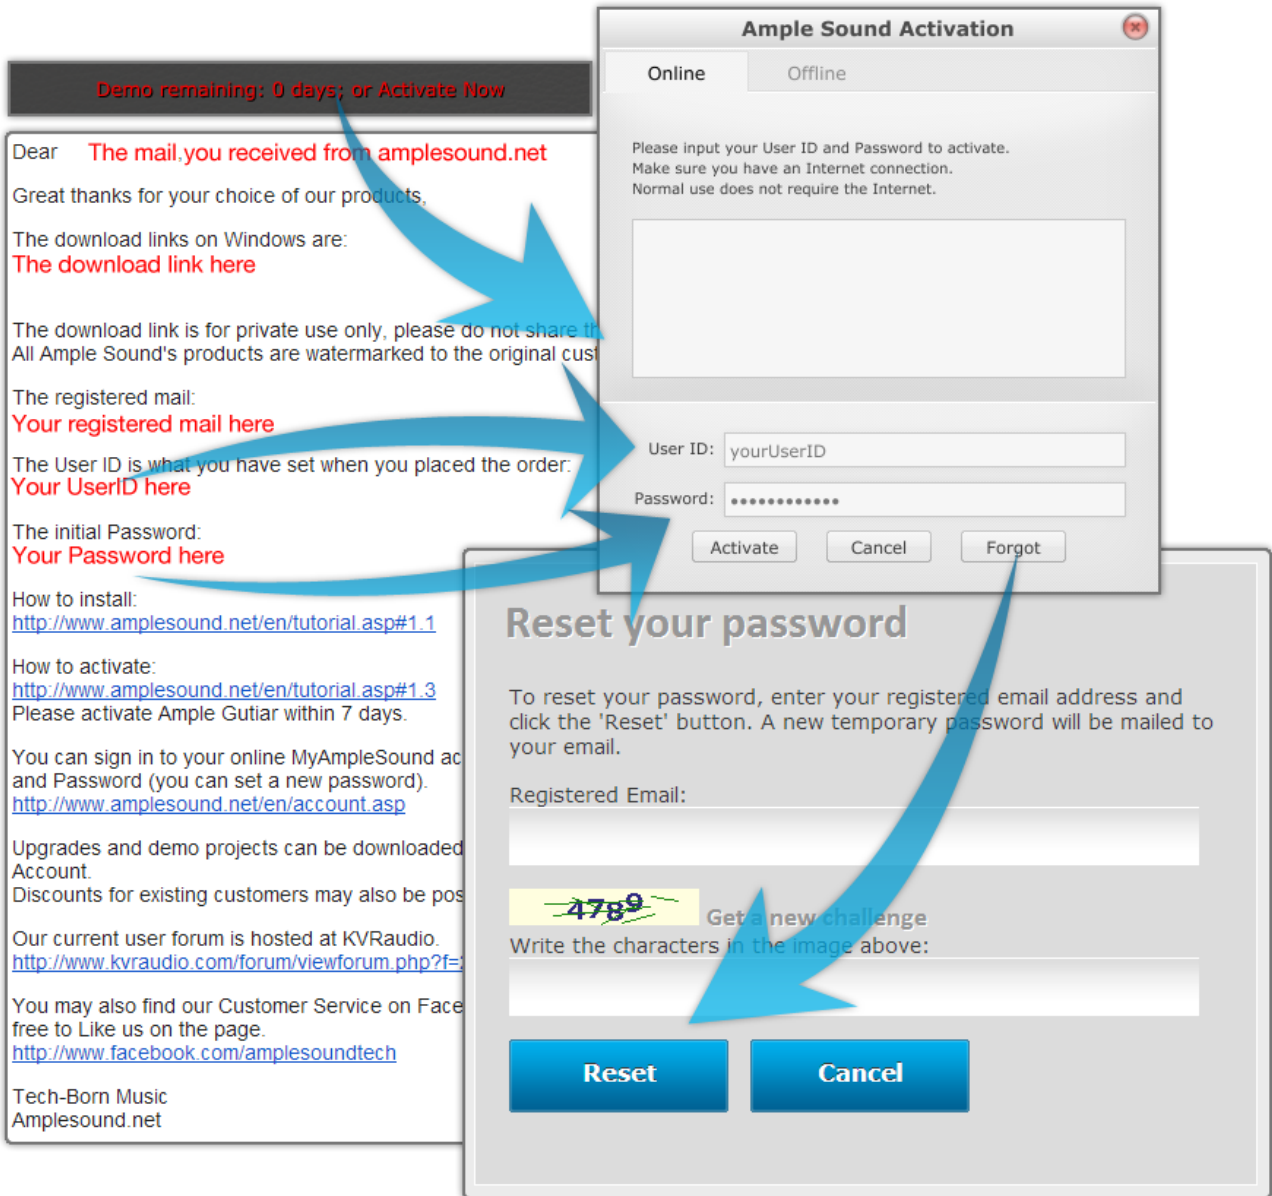 Demo remaining: 0 days; or Activate Now
Dear The mail,you received from amplesound.net
Great thanks for your choice of our products,
The download links on Windows are:
The download link here
The download link is for private use only, please do not share th
All Ample Sound's products are watermarked to the original cust
The registered mail:
Your registered mail here
The User ID is what you have set when you placed the order:
Your UserID here
The initial Password:
Your Password here
How to install:
http://www.amplesound.net/en/tutorial.asp#1.1
How to activate:
http://www.amplesound.net/en/tutorial.asp#1.3
Please activate Ample Gutiar within 7 days.
You can sign in to your online MyAmpleSound ac
and Password (you can set a new password).
http://www.amplesound.net/en/account.asp
Upgrades and demo projects can be downloaded
Account.
Discounts for existing customers may also be pos
Our current user forum is hosted at KVRaudio.
http://www.kvraudio.com/forum/viewforum.php?f=
You may also find our Customer Service on Face
free to Like us on the page.
http://www.facebook.com/amplesoundtech
Tech-Born Music
Amplesound.net
Ample Sound Activation
Online Offline
Please input your User ID and Password to activate.
Make sure you have an Internet connection.
Normal use does not require the Internet.
User ID: yourUserID
Password: ••••••••••••
Activate Cancel Forgot
Reset your password
To reset your password, enter your registered email address and
click the 'Reset' button. A new temporary password will be mailed to
your email.
Registered Email:
4789 Get a new challenge
Write the characters in the image above:
Reset Cancel